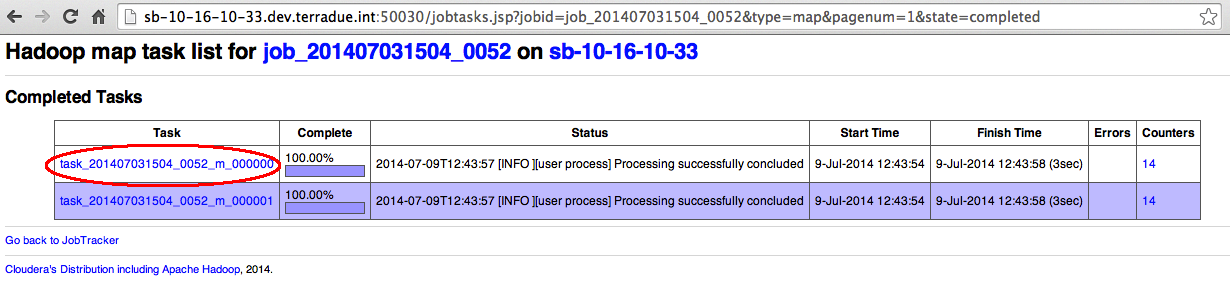 sb-10-16-10-33.dev.terradue.int:50030/jobtasks.jsp?jobid=job_201407031504_0052&type=map&pagenum=1&state=completed
Hadoop map task list for job_201407031504_0052 on sb-10-16-10-33
Completed Tasks
Task Complete Status Start Time Finish Time Errors Counters
task_201407031504_0052_m_000000 100.00% 2014-07-09T12:43:57 [INFO ][user process] Processing successfully concluded 9-Jul-2014 12:43:54 9-Jul-2014 12:43:58 (3sec) 14
task_201407031504_0052_m_000001 100.00% 2014-07-09T12:43:57 [INFO ][user process] Processing successfully concluded 9-Jul-2014 12:43:54 9-Jul-2014 12:43:58 (3sec) 14
Go back to JobTracker
Cloudera's Distribution including Apache Hadoop, 2014.